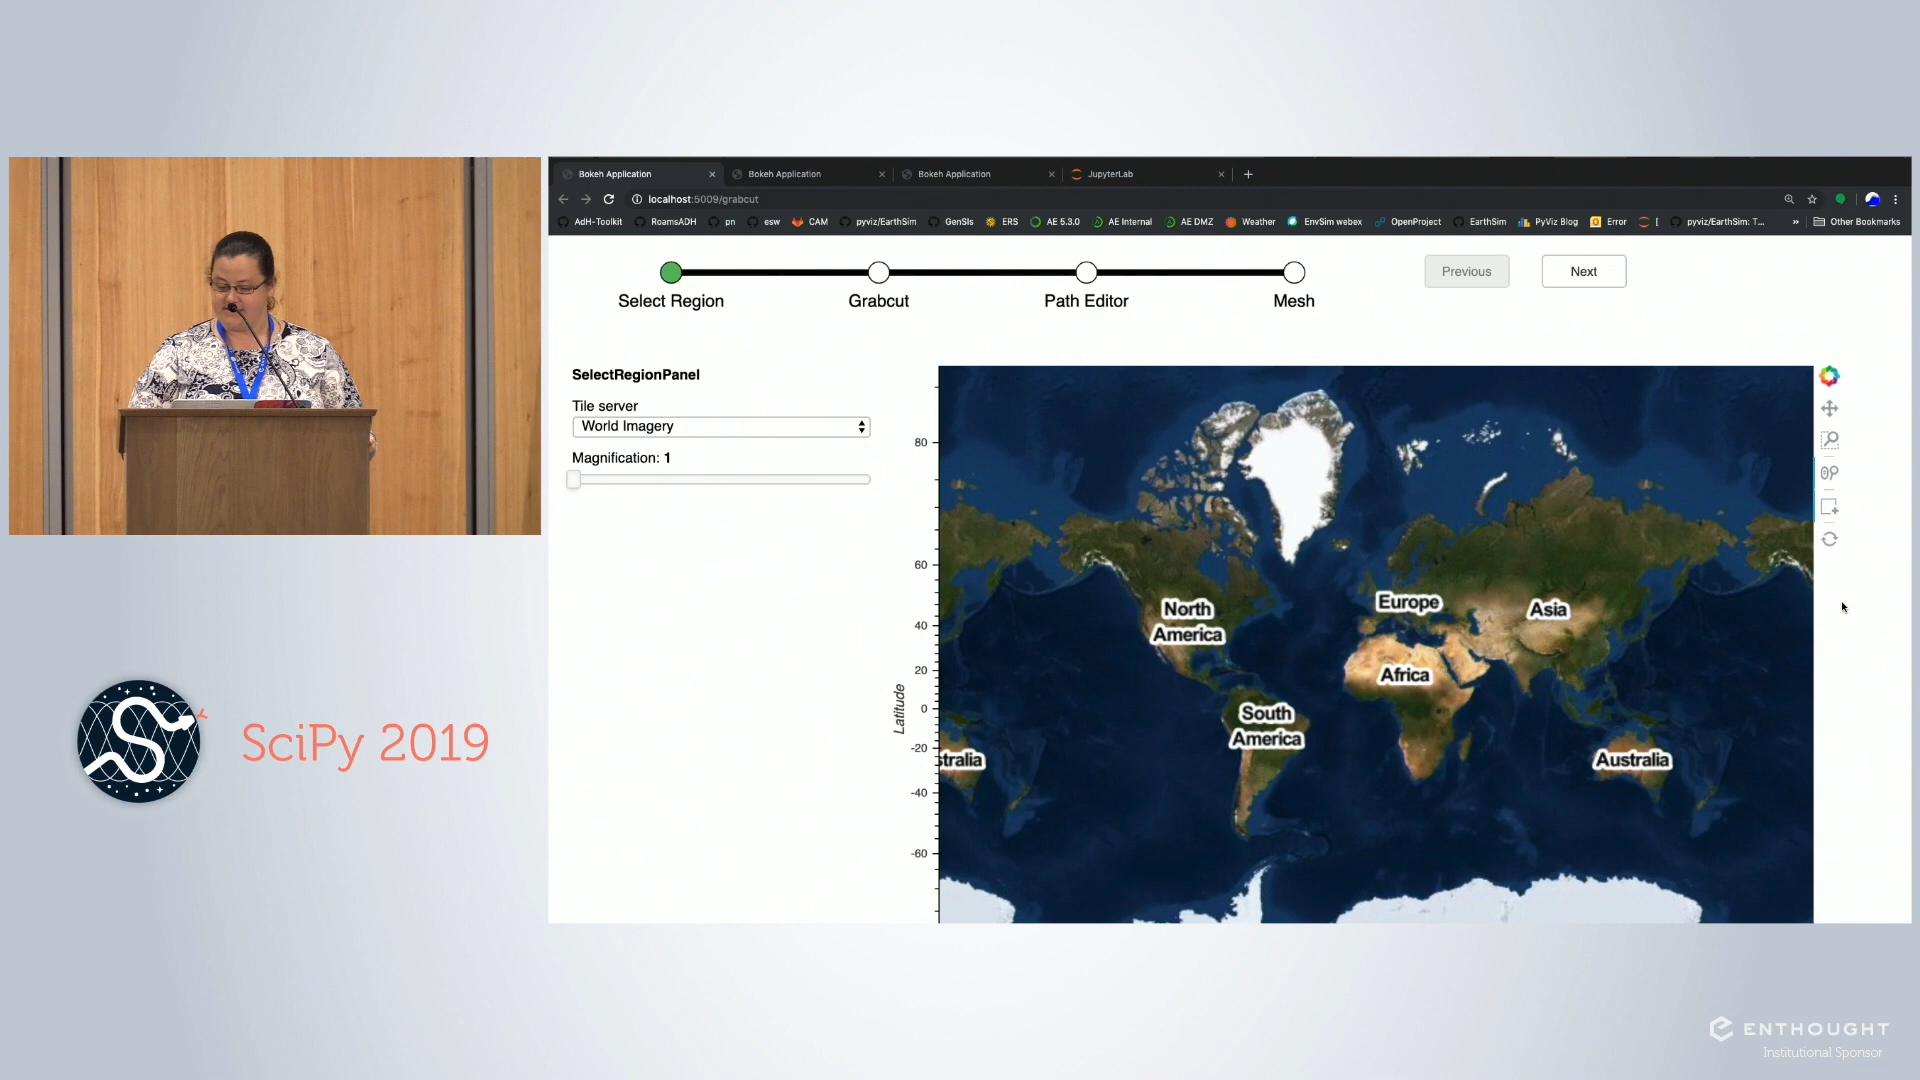 Bokeh Application
Bokeh Application
Bokeh Application
JupyterLab
localhost:5009/grabcut
AdH-Toolkit
RoamsADH
pn
esw
CAM
pyviz/EarthSim
GenSIs
ERS
AE 5.3.0
AE Internal
AE DMZ
Weather
EnvSim webex
OpenProject
EarthSim
PyViz Blog
Error
[
pyviz/EarthSim: T...
»
Other Bookmarks
Select Region
Grabcut
Path Editor
Mesh
Previous
Next
SelectRegionPanel
Tile server
World Imagery
Magnification: 1
80
60
40
20
0
-20
-40
-60
Latitude
North
America
Europe
Asia
Africa
South
America
stralia
Australia
SciPy 2019
ENTHOUGHT
Institutional Sponsor